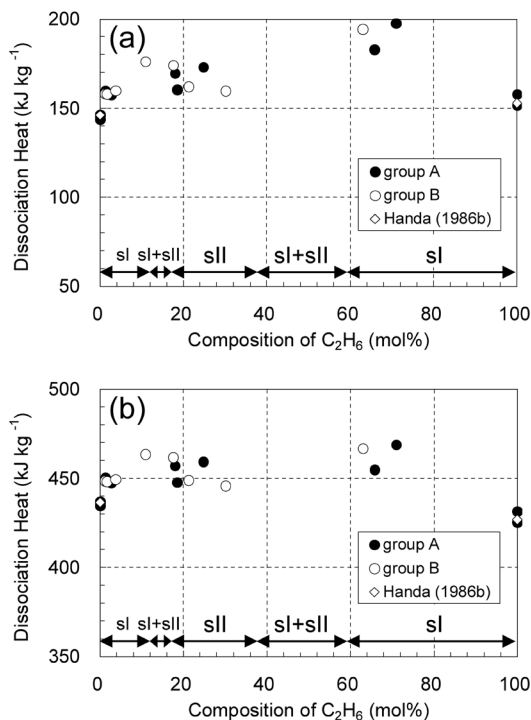 (a)
Dissociation Heat (kJ kg⁻¹)
200
150
100
50
group A
group B
Handa (1986b)
sI sI+sII sII sI+sII sI
0 20 40 60 80 100
Composition of C₂H₆ (mol%)
(b)
Dissociation Heat (kJ kg⁻¹)
500
450
400
350
group A
group B
Handa (1986b)
sI sI+sII sII sI+sII sI
0 20 40 60 80 100
Composition of C₂H₆ (mol%)